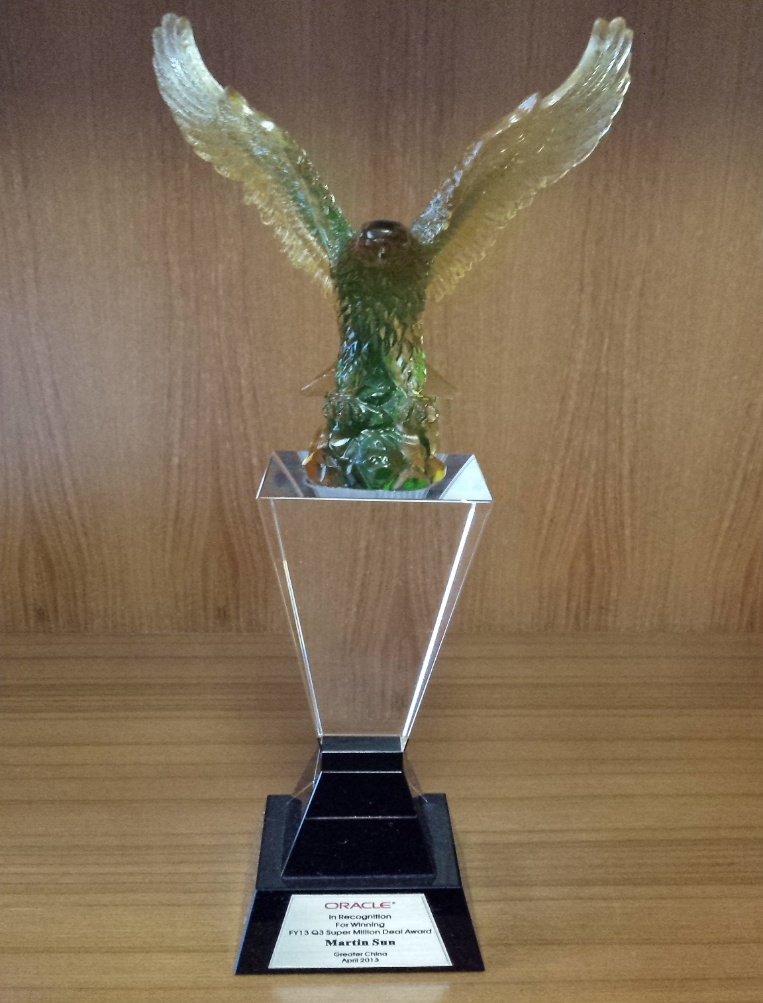 ORACLE®
In Recognition
For Winning
FY13 Q3 Super Million Deal Award
Martin Sun
Greater China
April 2013